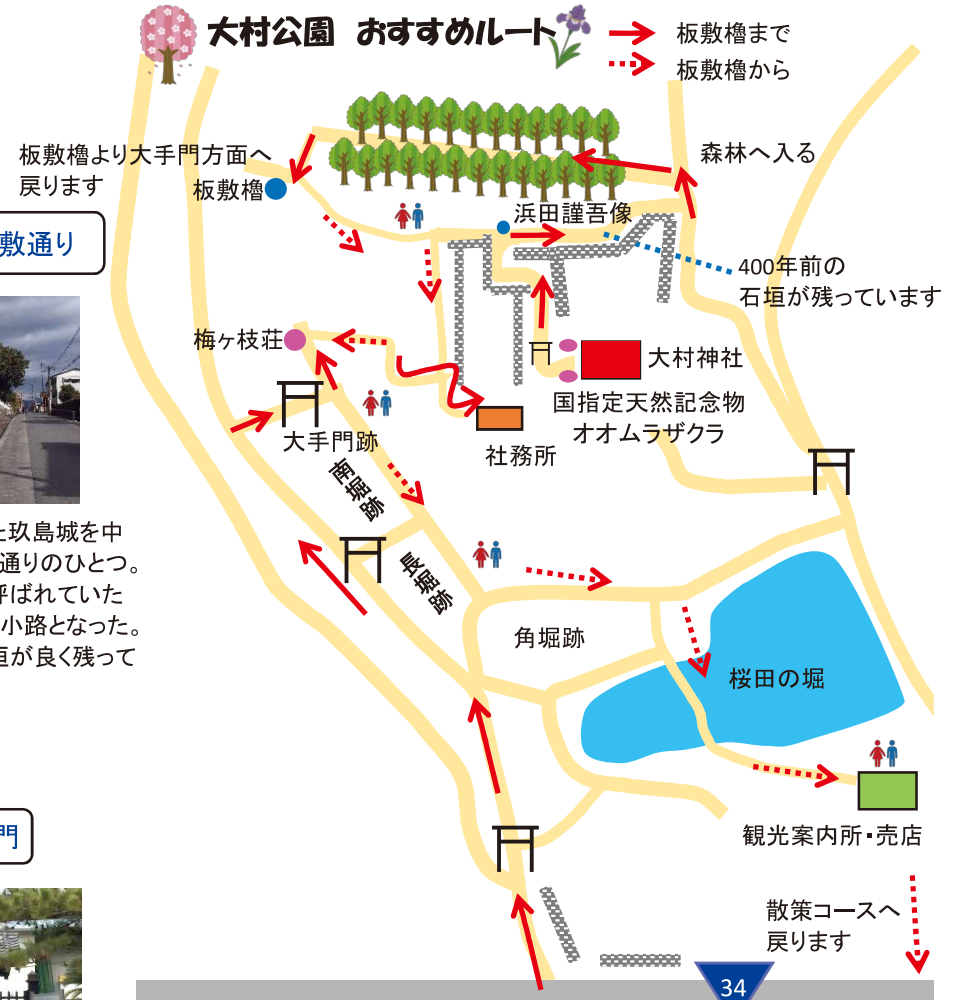 大村公園 おすすめルート
板敷櫓まで
板敷櫓から
板敷櫓より大手門方面へ
戻ります
板敷櫓
森林へ入る
浜田謹吾像
敷通り
400年前の
石垣が残っています
梅ヶ枝荘
大村神社
国指定天然記念物
オオムラザクラ
大手門跡
社務所
南堀跡
長堀跡
た玖島城を中
通りのひとつ。
呼ばれていた
小路となった。
垣が良く残って
角堀跡
桜田の堀
門
観光案内所・売店
散策コースへ
戻ります
34